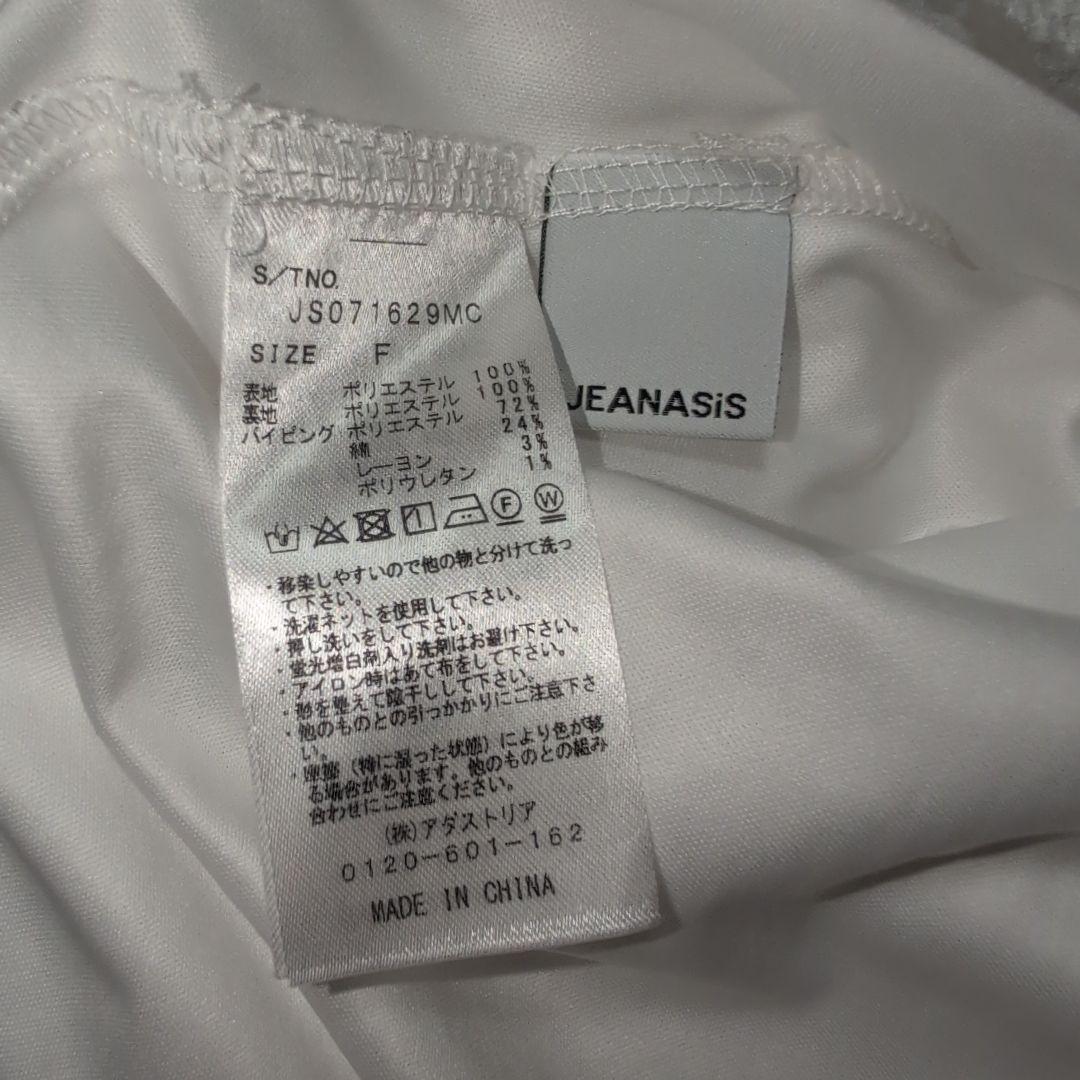 S/TNO.
JS071629MC
SIZE F
表地 ポリエステル 100%
裏地 ポリエステル 100%
パイピング ポリエステル 72%
綿 24%
レーヨン 3%
ポリウレタン 1%
1 F W
・移染しやすいので他の物と分けて洗っ
て下さい。
・洗濯ネットを使用して下さい。
・押し洗いをして下さい。
・蛍光増白剤入り洗剤はお避け下さい。
・アイロン時はあて布をして下さい。
・形を整えて陰干しして下さい。
・他のものとの引っかかりにご注意下さ
い。
・摩擦（特に湿った状態）により色が移
る場合があります。他のものとの組み
合わせにご注意ください。
(株)アダストリア
0120-601-162
MADE IN CHINA
JEANASiS